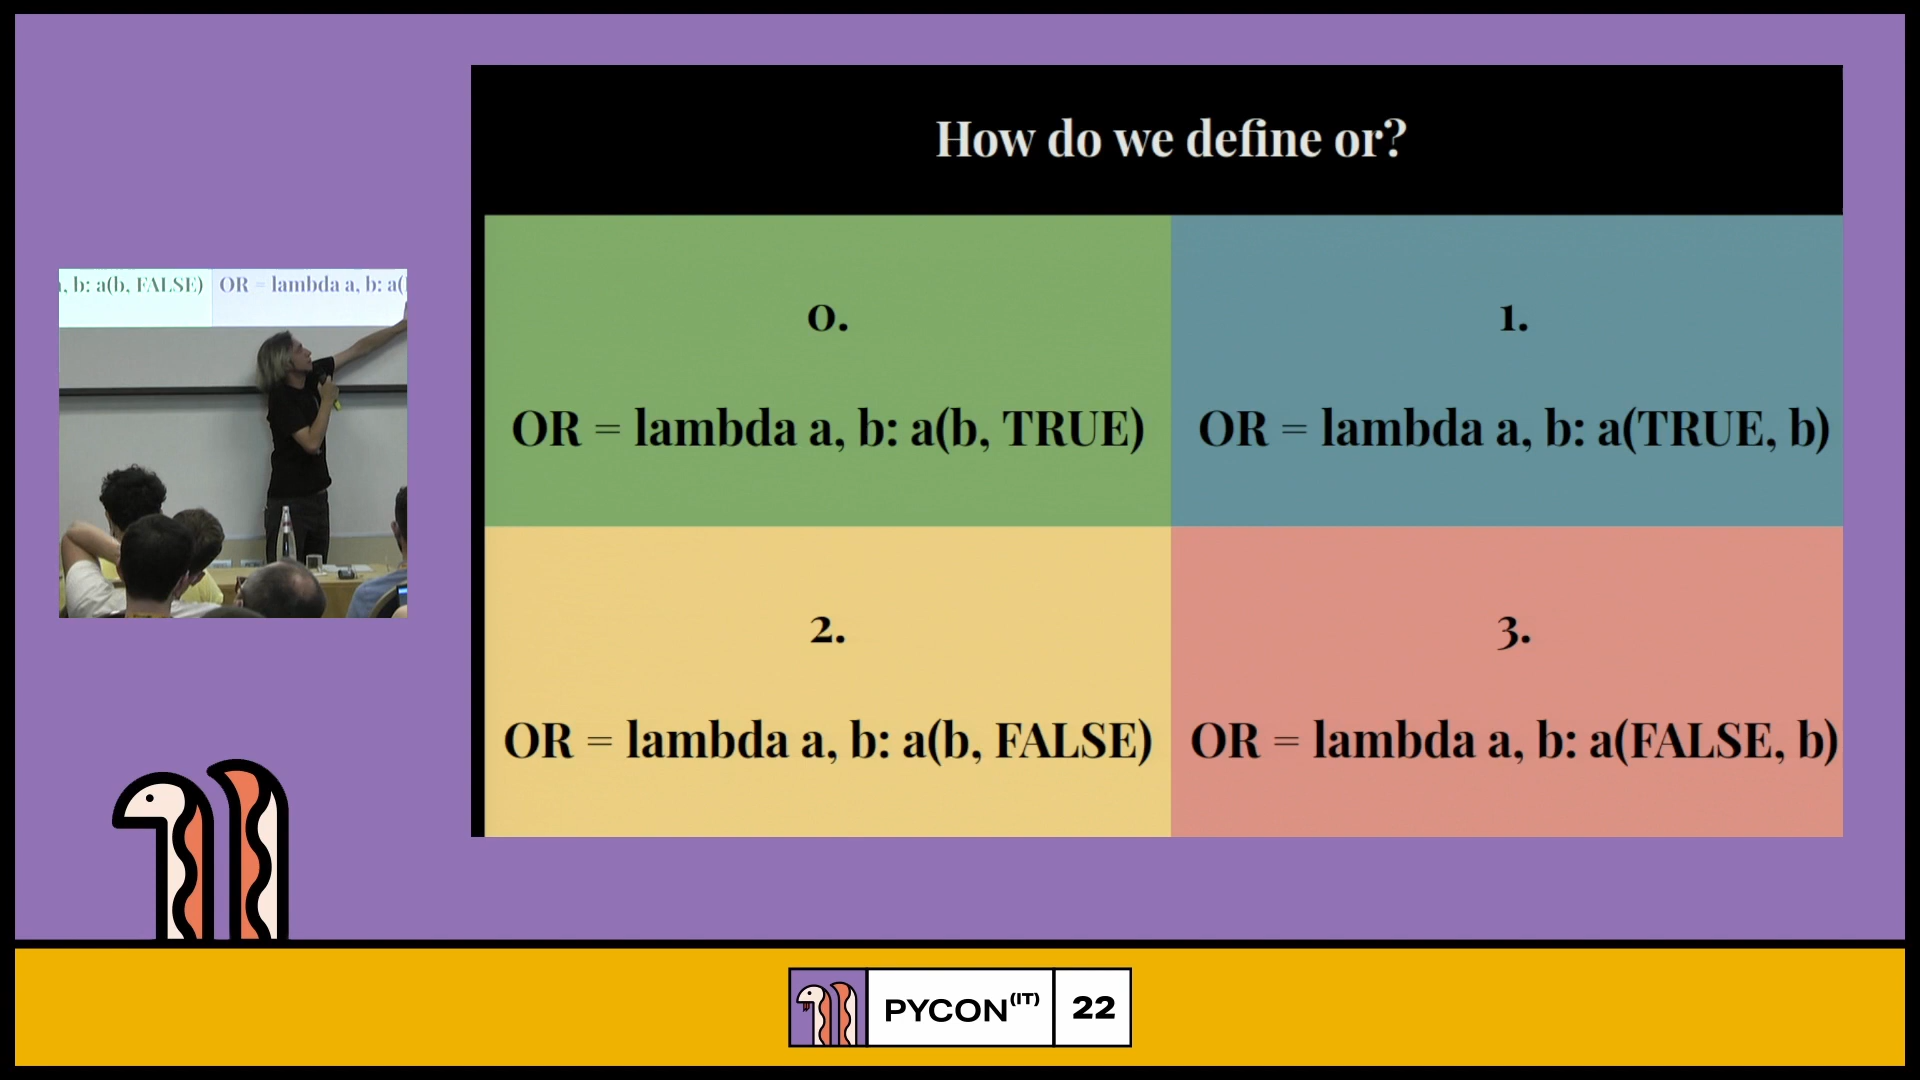 How do we define or?
0.
OR = lambda a, b: a(b, TRUE)
1.
OR = lambda a, b: a(TRUE, b)
2.
OR = lambda a, b: a(b, FALSE)
3.
OR = lambda a, b: a(FALSE, b)
, b: a(b, FALSE)
OR = lambda a, b: a(
PYCON(IT) 22